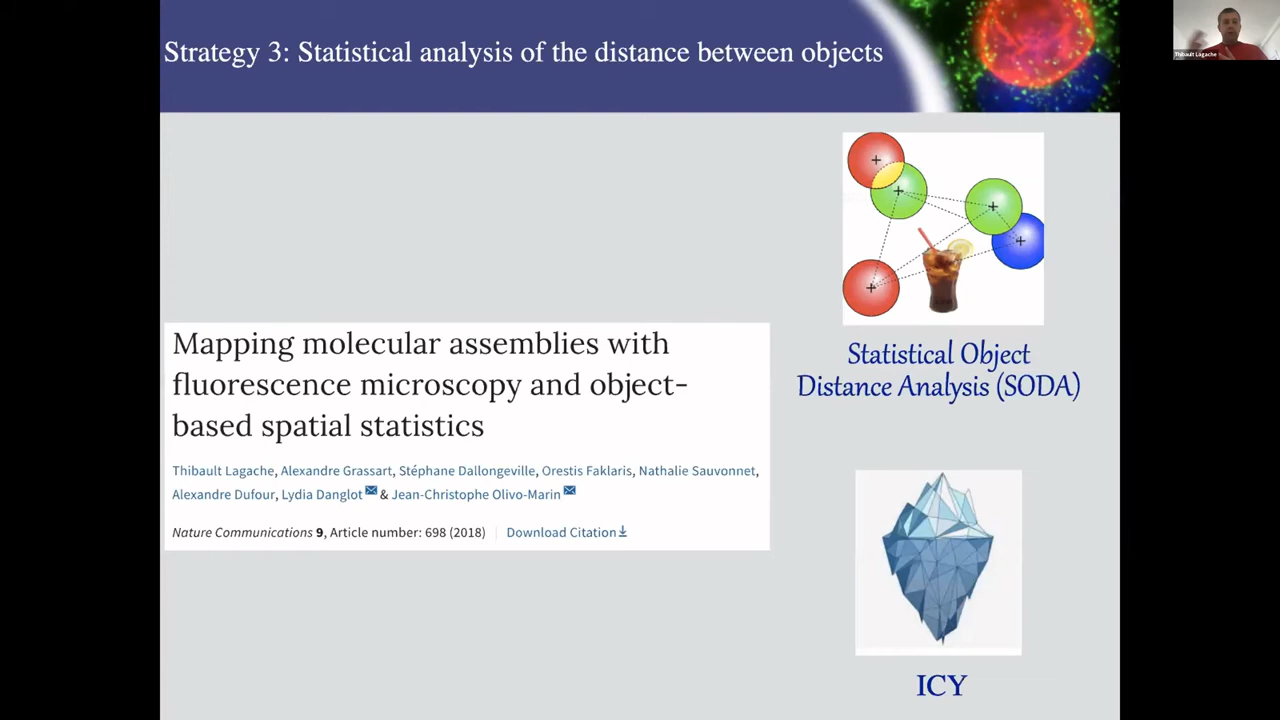 Strategy 3: Statistical analysis of the distance between objects
Thibault Lagache
Statistical Object
Distance Analysis (SODA)
Mapping molecular assemblies with
fluorescence microscopy and object-
based spatial statistics
Thibault Lagache, Alexandre Grassart, Stéphane Dallongeville, Orestis Faklaris, Nathalie Sauvonnet,
Alexandre Dufour, Lydia Danglot & Jean-Christophe Olivo-Marin
Nature Communications 9, Article number: 698 (2018) Download Citation
ICY